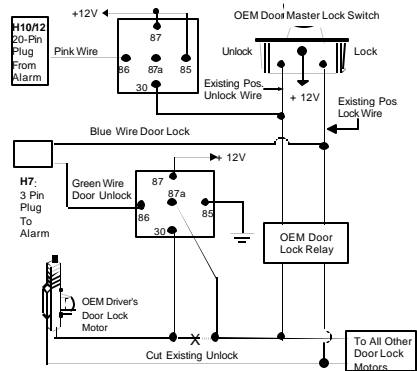 H10/12
20-Pin
Plug
From
Alarm
+12V
87
Pink Wire
86
87a
85
30
OEM Door Master Lock Switch
Unlock
Lock
Existing Pos.
Unlock Wire
+ 12V
Existing Pos.
Lock Wire
Blue Wire Door Lock
H7:
3 Pin
Plug
To
Alarm
Green Wire
Door Unlock
+ 12V
87
87a
86
85
30
OEM Door
Lock Relay
OEM Driver's
Door Lock
Motor
X
Cut Existing Unlock
To All Other
Door Lock
Motors